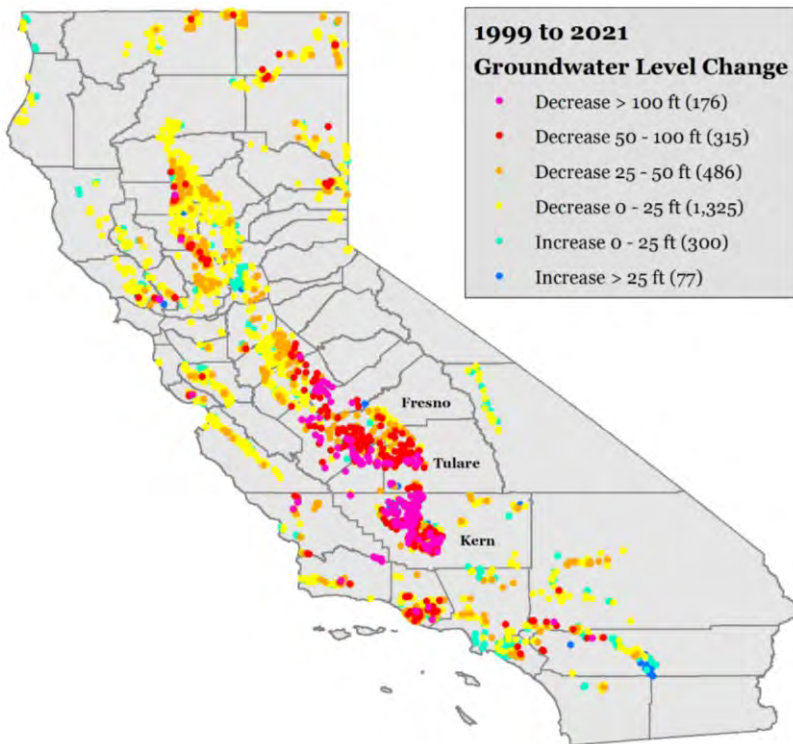 1999 to 2021
Groundwater Level Change
Decrease > 100 ft (176)
Decrease 50 - 100 ft (315)
Decrease 25 - 50 ft (486)
Decrease 0 - 25 ft (1,325)
Increase 0 - 25 ft (300)
Increase > 25 ft (77)
Fresno
Tulare
Kern